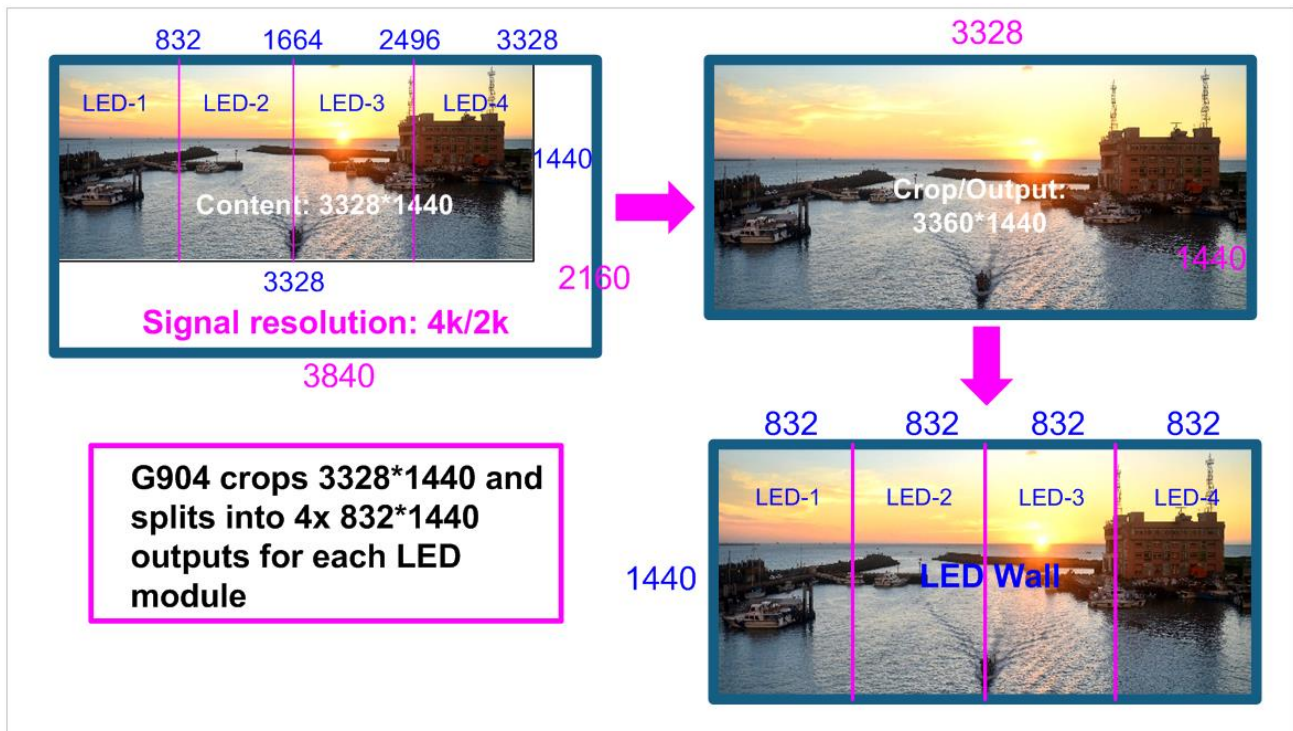 832 1664 2496 3328
LED-1 LED-2 LED-3 LED-4
1440
Content: 3328*1440
3328
2160
Signal resolution: 4k/2k
3840
3328
Crop/Output:
3360*1440
1440
G904 crops 3328*1440 and
splits into 4x 832*1440
outputs for each LED
module
832 832 832 832
LED-1 LED-2 LED-3 LED-4
1440
LED Wall